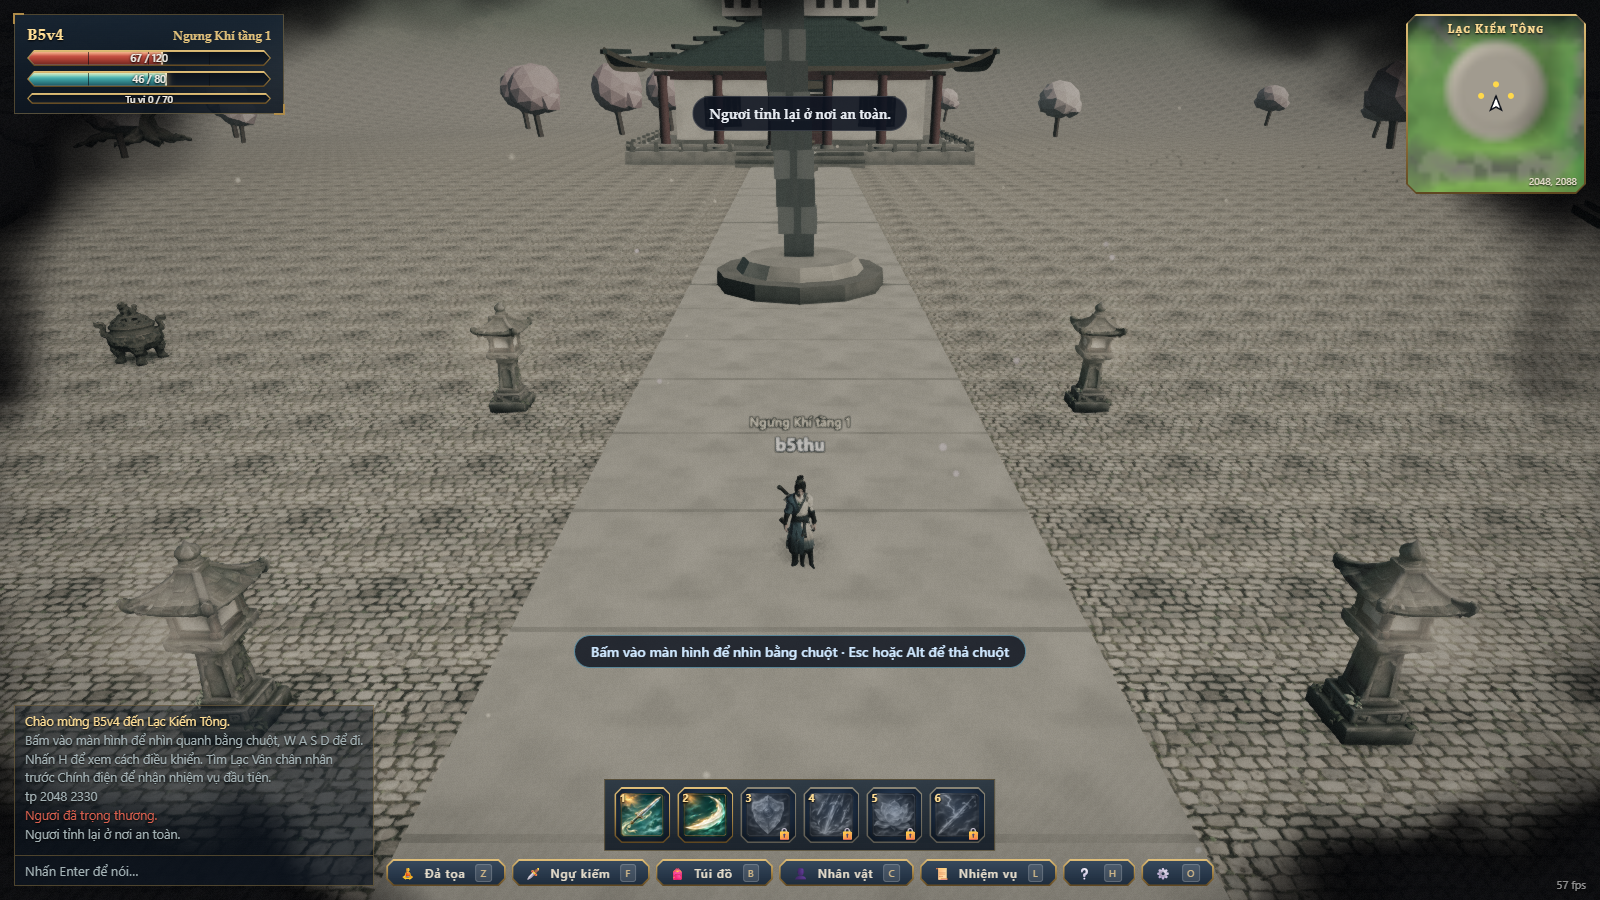 B5v4
Ngưng Khí tầng 1
67 / 120
46 / 80
Tu vi 0 / 70
Ngươi tỉnh lại ở nơi an toàn.
LẠC KIẾM TÔNG
2048, 2088
Ngưng Khí tầng 1
b5thu
Bấm vào màn hình để nhìn bằng chuột · Esc hoặc Alt để thả chuột
Chào mừng B5v4 đến Lạc Kiếm Tông.
Bấm vào màn hình để nhìn quanh bằng chuột, W A S D để đi.
Nhấn H để xem cách điều khiển. Tìm Lạc Vân chân nhân
trước Chính điện để nhận nhiệm vụ đầu tiên.
tp 2048 2330
Ngươi đã trọng thương.
Ngươi tỉnh lại ở nơi an toàn.
Nhấn Enter để nói...
1 2 3 4 5 6
Đả tọa Z Ngự kiếm F Túi đồ B Nhân vật C Nhiệm vụ L ? H O
57 fps